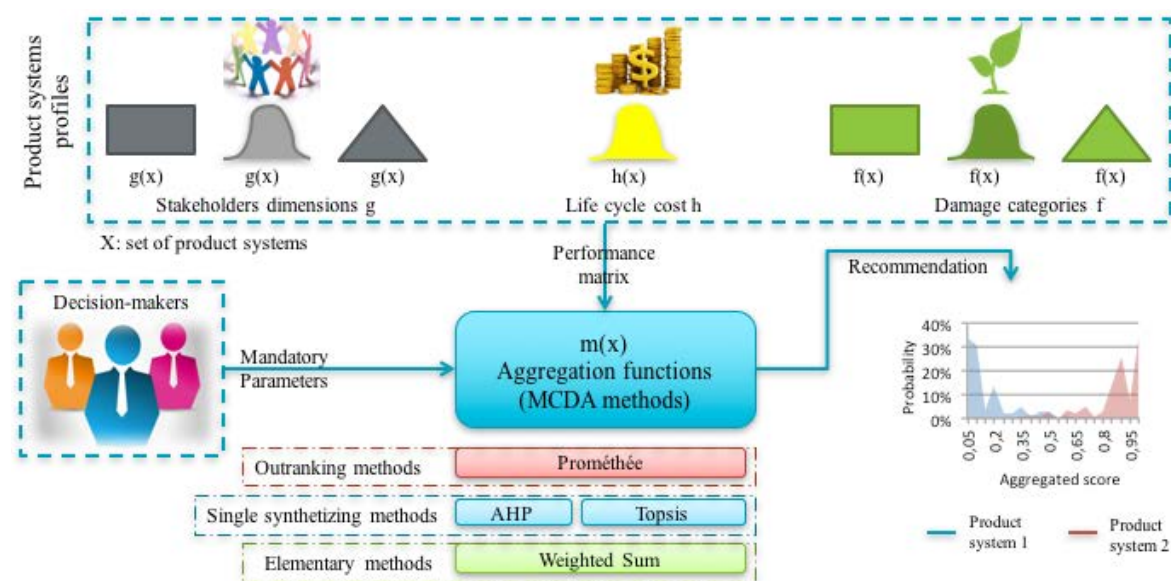 Product systems
profiles
g(x)
g(x)
g(x)
h(x)
f(x)
f(x)
f(x)
Stakeholders dimensions g
Life cycle cost h
Damage categories f
X: set of product systems
Performance
matrix
Recommendation
Decision-makers
Mandatory
Parameters
m(x)
Aggregation functions
(MCDA methods)
Outranking methods
Prométhée
Single synthetizing methods
AHP
Topsis
Elementary methods
Weighted Sum
Probability
40%
30%
20%
10%
0%
0,05
0,2
0,35
0,5
0,65
0,8
0,95
Aggregated score
Product
system 1
Product
system 2